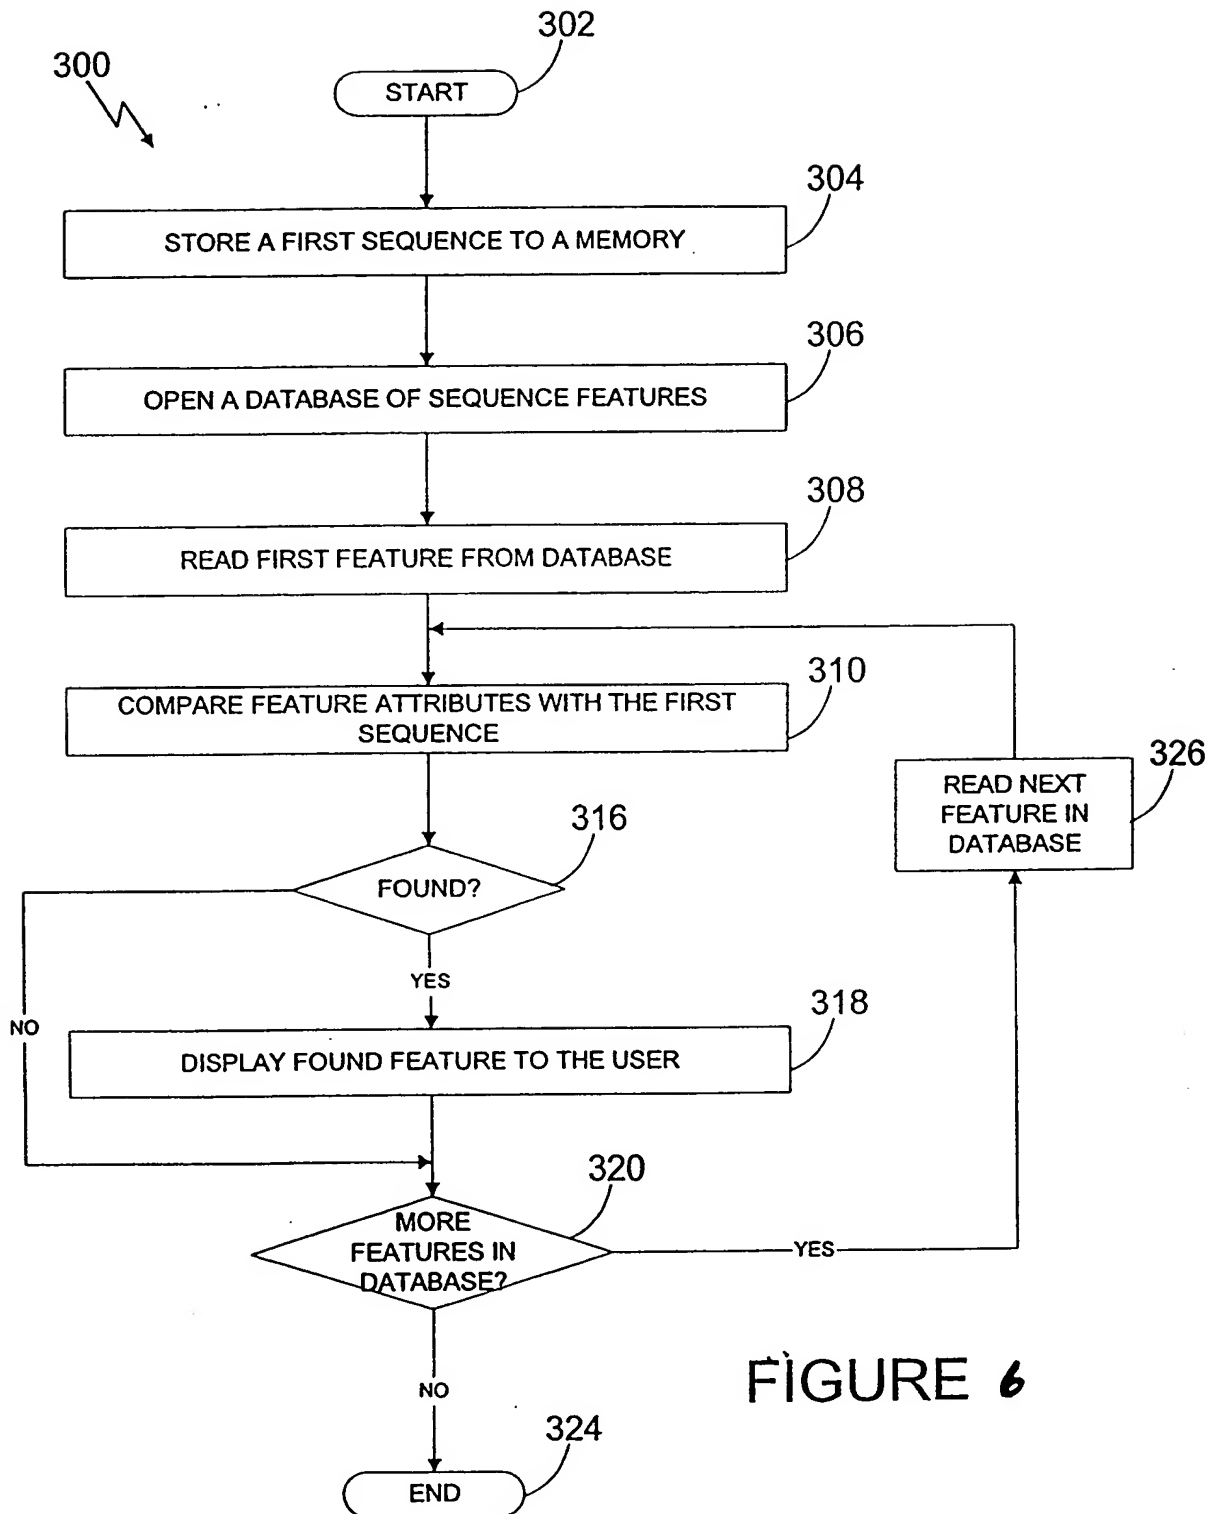 302
300
START
304
STORE A FIRST SEQUENCE TO A MEMORY
306
OPEN A DATABASE OF SEQUENCE FEATURES
308
READ FIRST FEATURE FROM DATABASE
310
COMPARE FEATURE ATTRIBUTES WITH THE FIRST
SEQUENCE
326
READ NEXT
FEATURE IN
DATABASE
316
FOUND?
YES
NO
318
DISPLAY FOUND FEATURE TO THE USER
320
MORE
FEATURES IN
DATABASE?
YES
NO
FIGURE 6
324
END